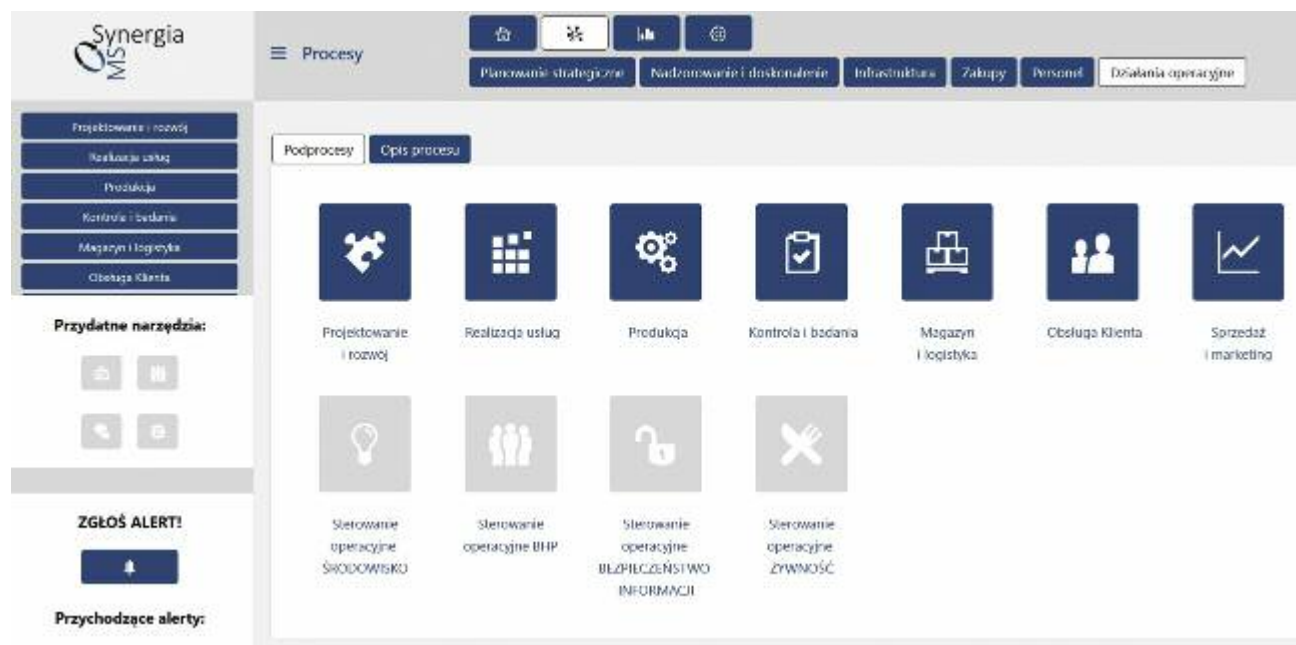 Synergia
QMS
Procesy
Planowanie strategiczne
Nadzorowanie i doskonalenie
Infrastruktura
Zakupy
Personel
Działania operacyjne
Projektowanie i rozwój
Realizacja usług
Produkcja
Kontrola i badania
Magazyn i logistyka
Obsługa Klienta
Przydatne narzędzia:
ZGŁOŚ ALERT!
Przychodzące alerty:
Podprocesy
Opis procesu
Projektowanie
i rozwój
Realizacja usług
Produkcja
Kontrola i badania
Magazyn
i logistyka
Obsługa Klienta
Sprzedaż
i marketing
Sterowanie
operacyjne
ŚRODOWISKO
Sterowanie
operacyjne BHP
Sterowanie
operacyjne
BEZPIECZEŃSTWO
INFORMACJI
Sterowanie
operacyjne
ŻYWNOŚĆ